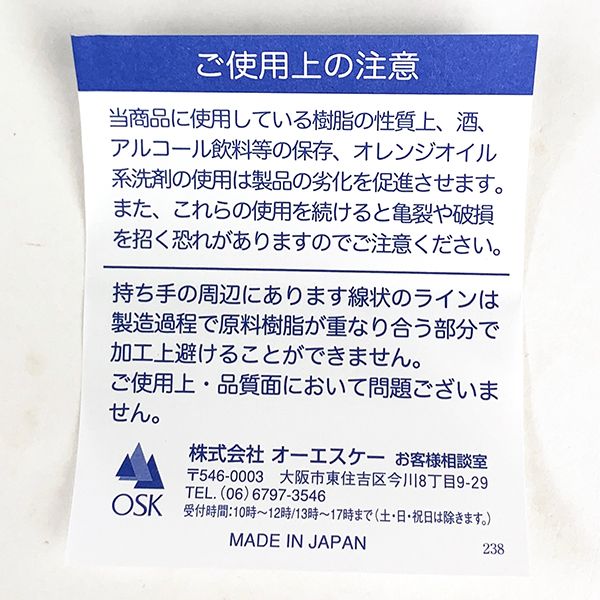 ご使用上の注意
当商品に使用している樹脂の性質上、酒、
アルコール飲料等の保存、オレンジオイル
系洗剤の使用は製品の劣化を促進させます。
また、これらの使用を続けると亀裂や破損
を招く恐れがありますのでご注意ください。
持ち手の周辺にあります線状のラインは
製造過程で原料樹脂が重なり合う部分で
加工上避けることができません。
ご使用上・品質面において問題ございま
せん。
株式会社 オーエスケー お客様相談室
〒546-0003 大阪市東住吉区今川8丁目9-29
TEL. (06) 6797-3546
受付時間:10時〜12時/13時〜17時まで(土・日・祝日は除きます。)
OSK
MADE IN JAPAN
238